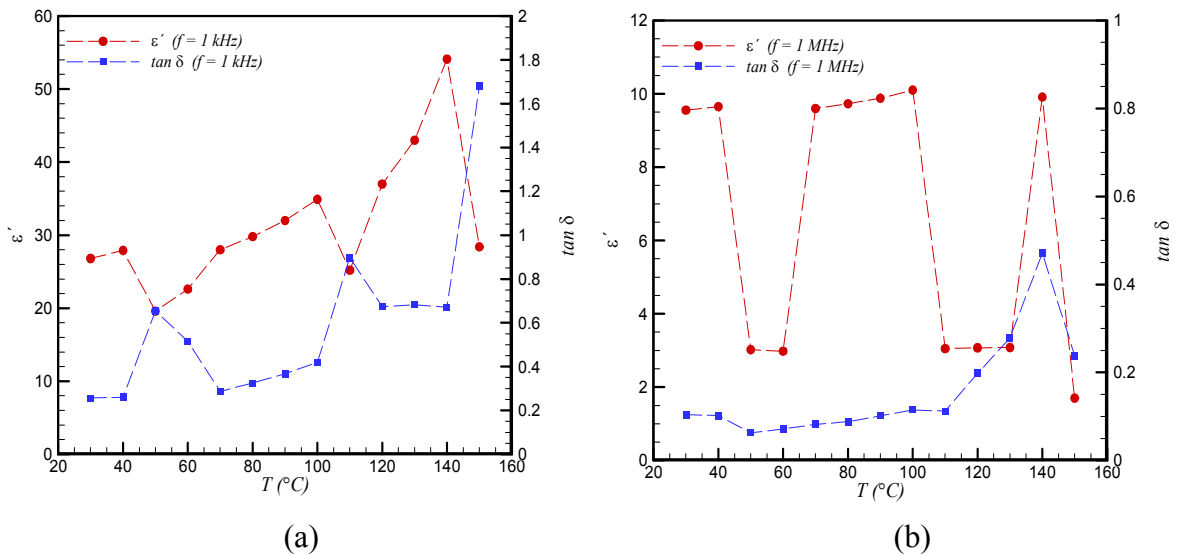 60
50
40
30
20
10
0
ε´
2
1.8
1.6
1.4
1.2
1
0.8
0.6
0.4
0.2
0
tan δ
ε´ (f = 1 kHz)
tan δ (f = 1 kHz)
20 40 60 80 100 120 140 160
T (°C)
(a)
12
10
8
6
4
2
0
ε´
1
0.8
0.6
0.4
0.2
0
tan δ
ε´ (f = 1 MHz)
tan δ (f = 1 MHz)
20 40 60 80 100 120 140 160
T (°C)
(b)